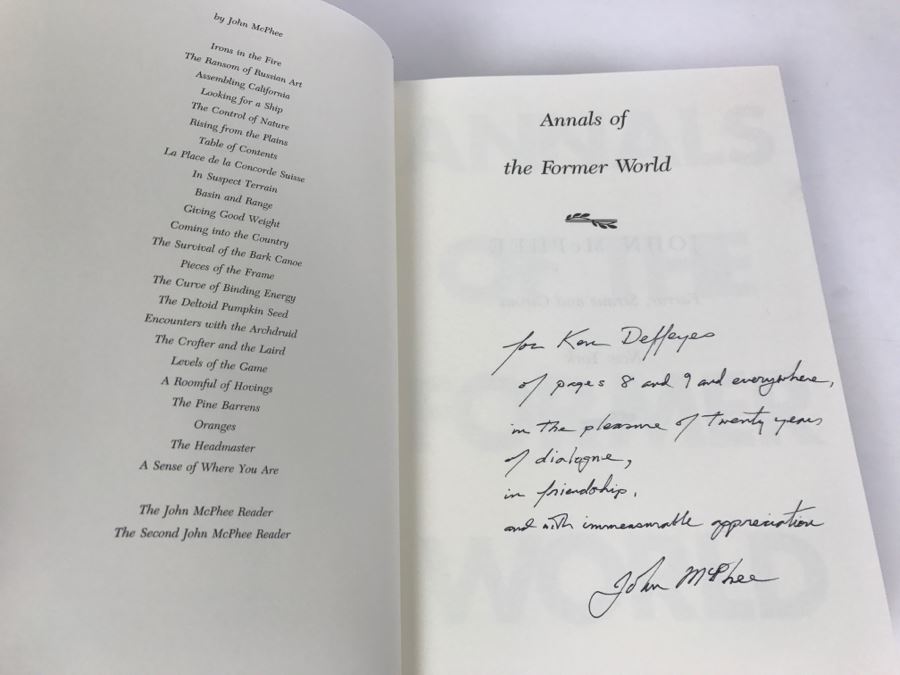 by John McPhee
Irons in the Fire
The Ransom of Russian Art
Assembling California
Looking for a Ship
The Control of Nature
Rising from the Plains
Table of Contents
La Place de la Concorde Suisse
In Suspect Terrain
Basin and Range
Giving Good Weight
Coming into the Country
The Survival of the Bark Canoe
Pieces of the Frame
The Curve of Binding Energy
The Deltoid Pumpkin Seed
Encounters with the Archdruid
The Crofter and the Laird
Levels of the Game
A Roomful of Hovings
The Pine Barrens
Oranges
The Headmaster
A Sense of Where You Are
The John McPhee Reader
The Second John McPhee Reader
Annals of
the Former World
for Ken Deffeyes
of pages 8 and 9 and everywhere,
in the pleasure of twenty years
of dialogue,
in friendship,
and with immeasurable appreciation
John McPhee